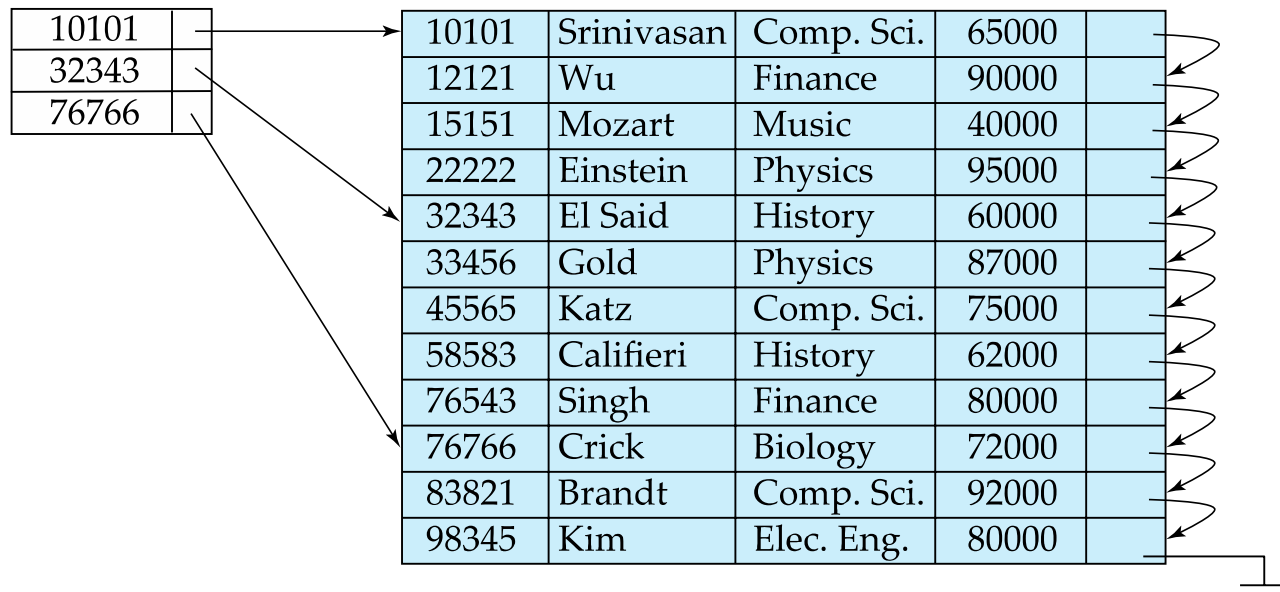 10101
32343
76766
10101 Srinivasan Comp. Sci. 65000
12121 Wu Finance 90000
15151 Mozart Music 40000
22222 Einstein Physics 95000
32343 El Said History 60000
33456 Gold Physics 87000
45565 Katz Comp. Sci. 75000
58583 Califieri History 62000
76543 Singh Finance 80000
76766 Crick Biology 72000
83821 Brandt Comp. Sci. 92000
98345 Kim Elec. Eng. 80000